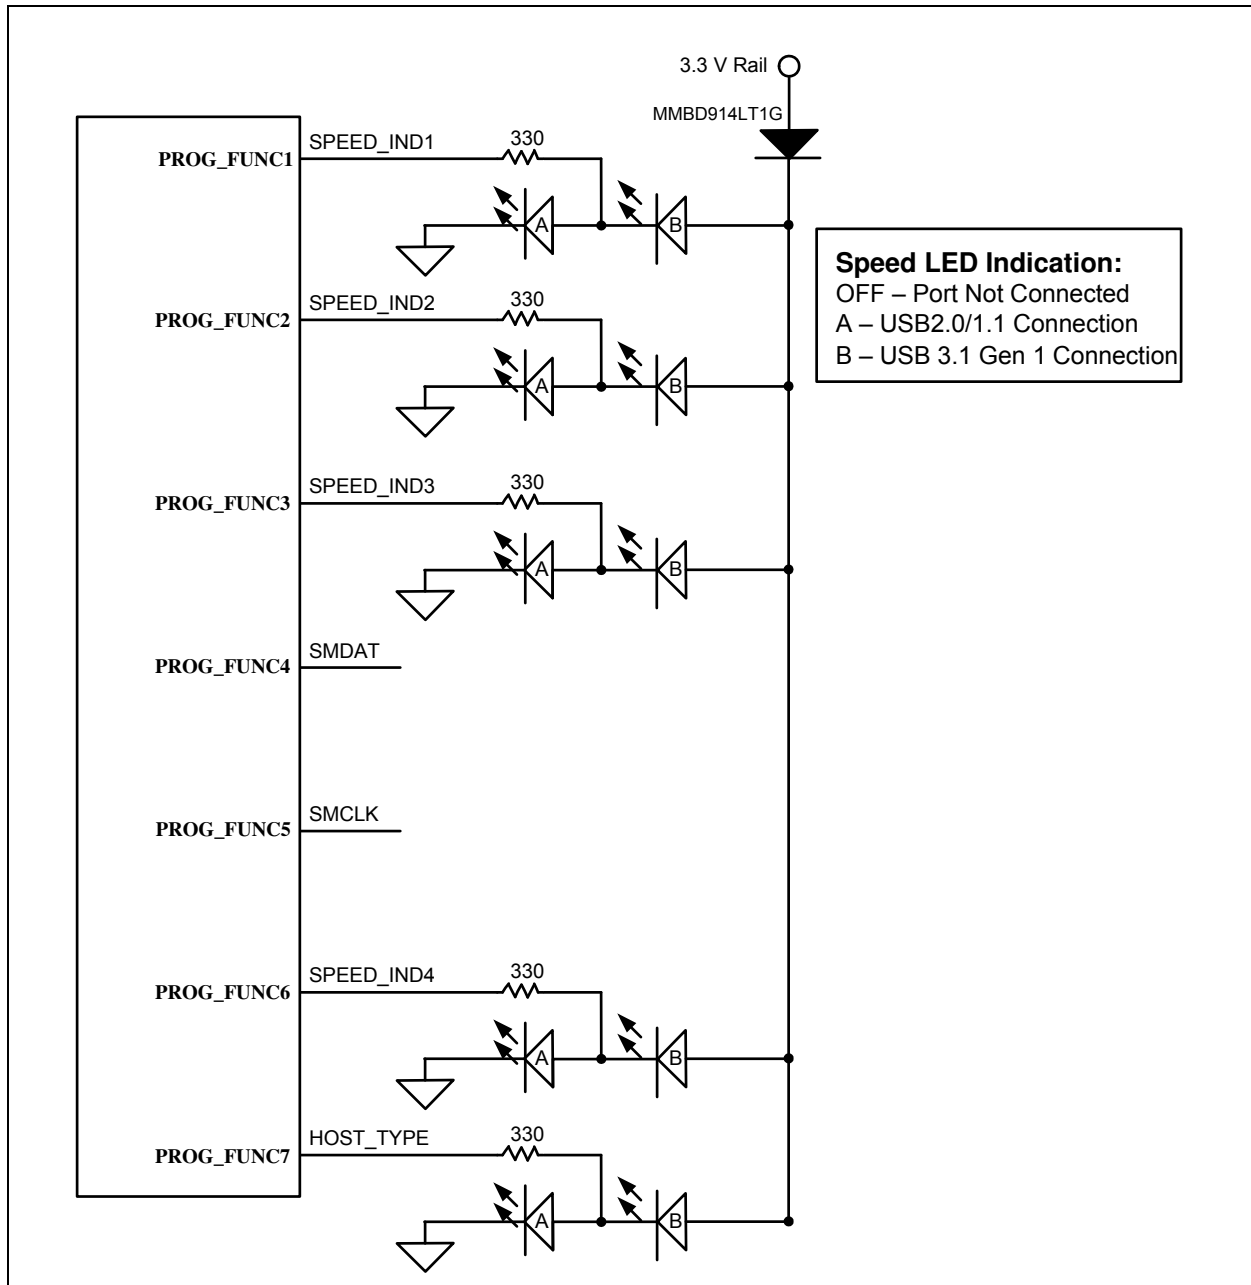 3.3 V Rail
MMBD914LT1G
PROG_FUNC1
SPEED_IND1
330
A
B
Speed LED Indication:
OFF – Port Not Connected
A – USB2.0/1.1 Connection
B – USB 3.1 Gen 1 Connection
PROG_FUNC2
SPEED_IND2
330
A
B
PROG_FUNC3
SPEED_IND3
330
A
B
PROG_FUNC4
SMDAT
PROG_FUNC5
SMCLK
PROG_FUNC6
SPEED_IND4
330
A
B
PROG_FUNC7
HOST_TYPE
330
A
B